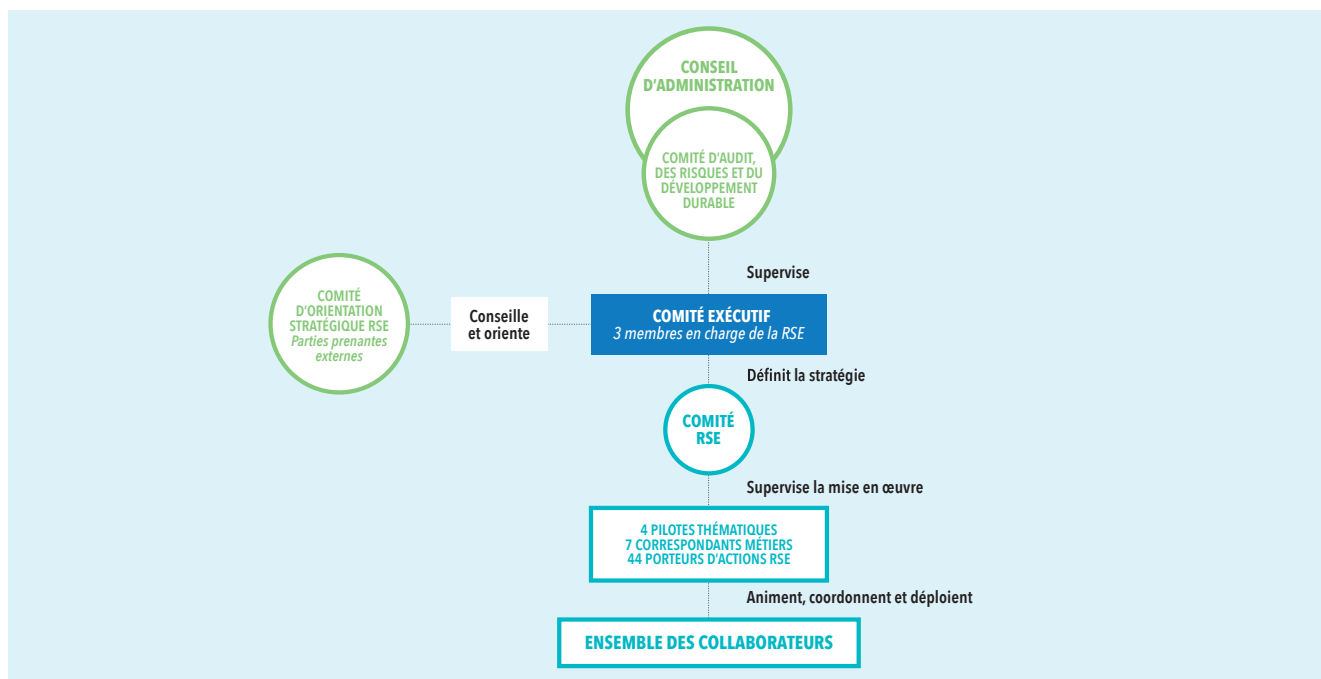 CONSEIL
D'ADMINISTRATION
COMITÉ D'AUDIT,
DES RISQUES ET DU
DÉVELOPPEMENT
DURABLE
Supervise
COMITÉ
D'ORIENTATION
STRATÉGIQUE RSE
Parties prenantes
externes
Conseille
et oriente
COMITÉ EXÉCUTIF
3 membres en charge de la RSE
Définit la stratégie
COMITÉ
RSE
Supervise la mise en œuvre
4 PILOTES THÉMATIQUES
7 CORRESPONDANTS MÉTIERS
44 PORTEURS D'ACTIONS RSE
Animent, coordonnent et déploient
ENSEMBLE DES COLLABORATEURS